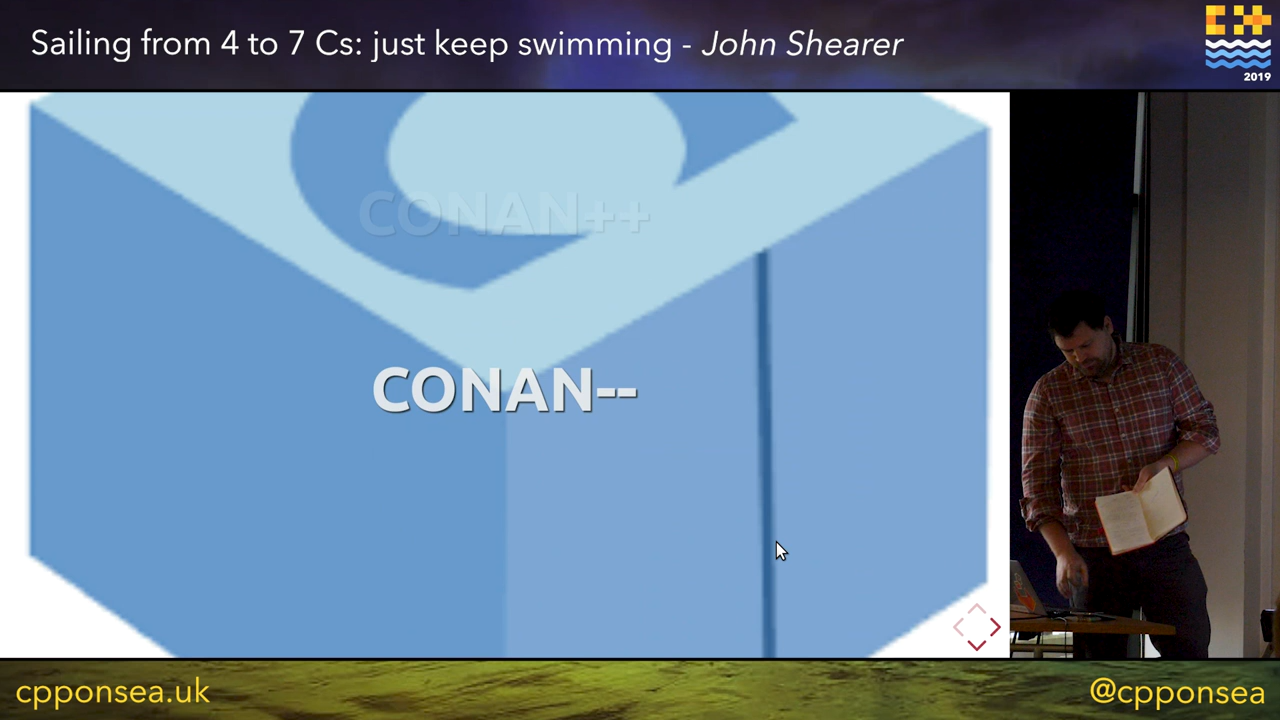 Sailing from 4 to 7 Cs: just keep swimming - John Shearer
2019
CONAN++
CONAN--
cpponsea.uk
@cpponsea